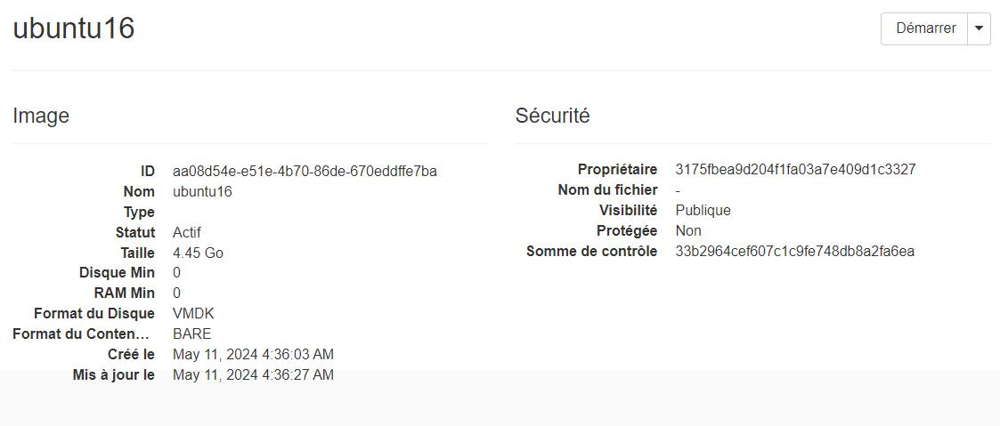 ubuntu16
Démarrer
Image
ID aa08d54e-e51e-4b70-86de-670eddffe7ba
Nom ubuntu16
Type
Statut Actif
Taille 4.45 Go
Disque Min 0
RAM Min 0
Format du Disque VMDK
Format du Conten... BARE
Créé le May 11, 2024 4:36:03 AM
Mis à jour le May 11, 2024 4:36:27 AM
Sécurité
Propriétaire 3175fbea9d204f1fa03a7e409d1c3327
Nom du fichier -
Visibilité Publique
Protégée Non
Somme de contrôle 33b2964cef607c1c9fe748db8a2fa6ea